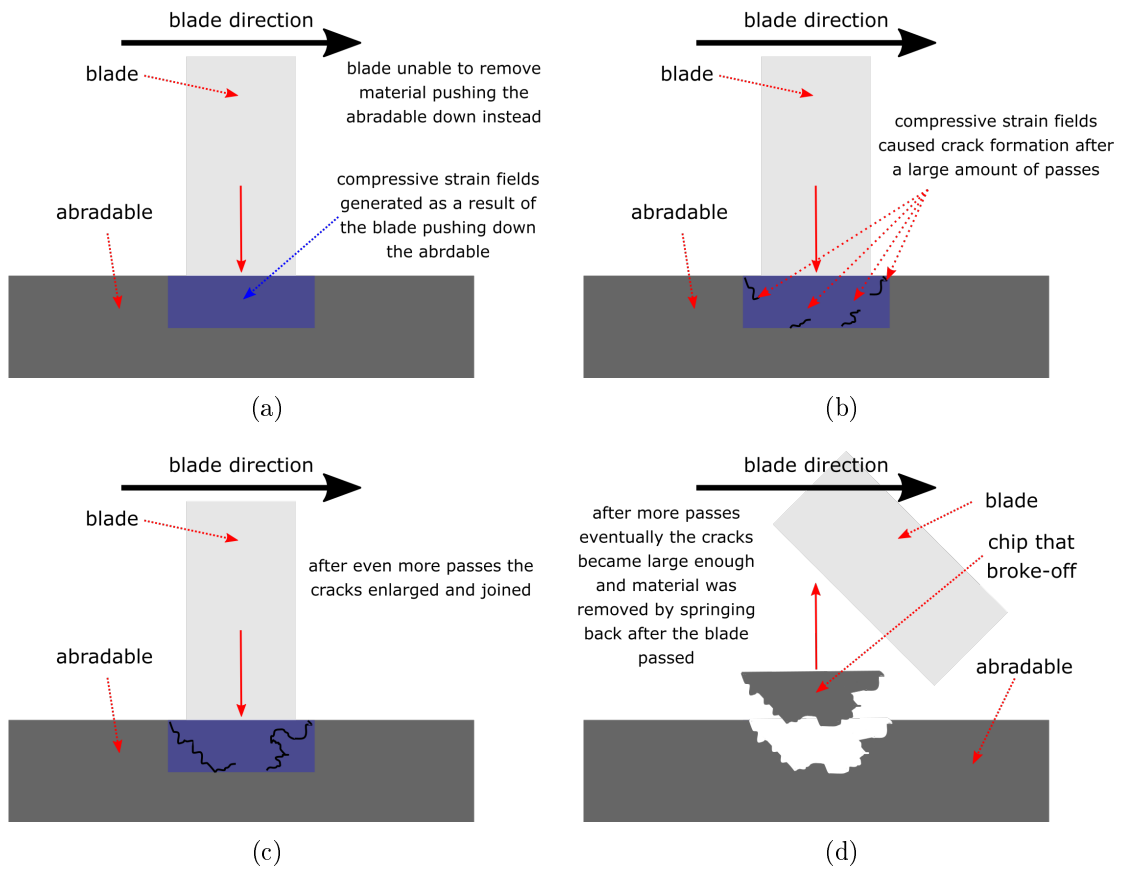 blade direction
blade
blade unable to remove
material pushing the
abradable down instead
compressive strain fields
generated as a result of
the blade pushing down
the abrdable
abradable
(a)
blade direction
blade
compressive strain fields
caused crack formation after
a large amount of passes
abradable
(b)
blade direction
blade
after even more passes the
cracks enlarged and joined
abradable
(c)
blade direction
after more passes
eventually the cracks
became large enough
and material was
removed by springing
back after the blade
passed
blade
chip that
broke-off
abradable
(d)